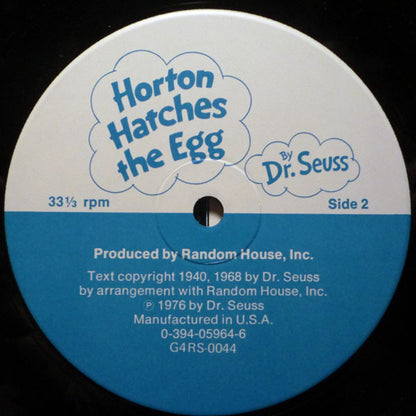 Horton
Hatches
the Egg
By
Dr. Seuss
33⅓ rpm
Side 2
Produced by Random House, Inc.
Text copyright 1940, 1968 by Dr. Seuss
by arrangement with Random House, Inc.
℗ 1976 by Dr. Seuss
Manufactured in U.S.A.
0-394-05964-6
G4RS-0044